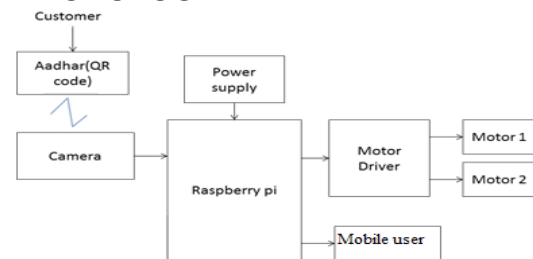 Customer
Aadhar(QR
code)
Power
supply
Camera
Raspberry pi
Motor
Driver
Motor 1
Motor 2
Mobile user